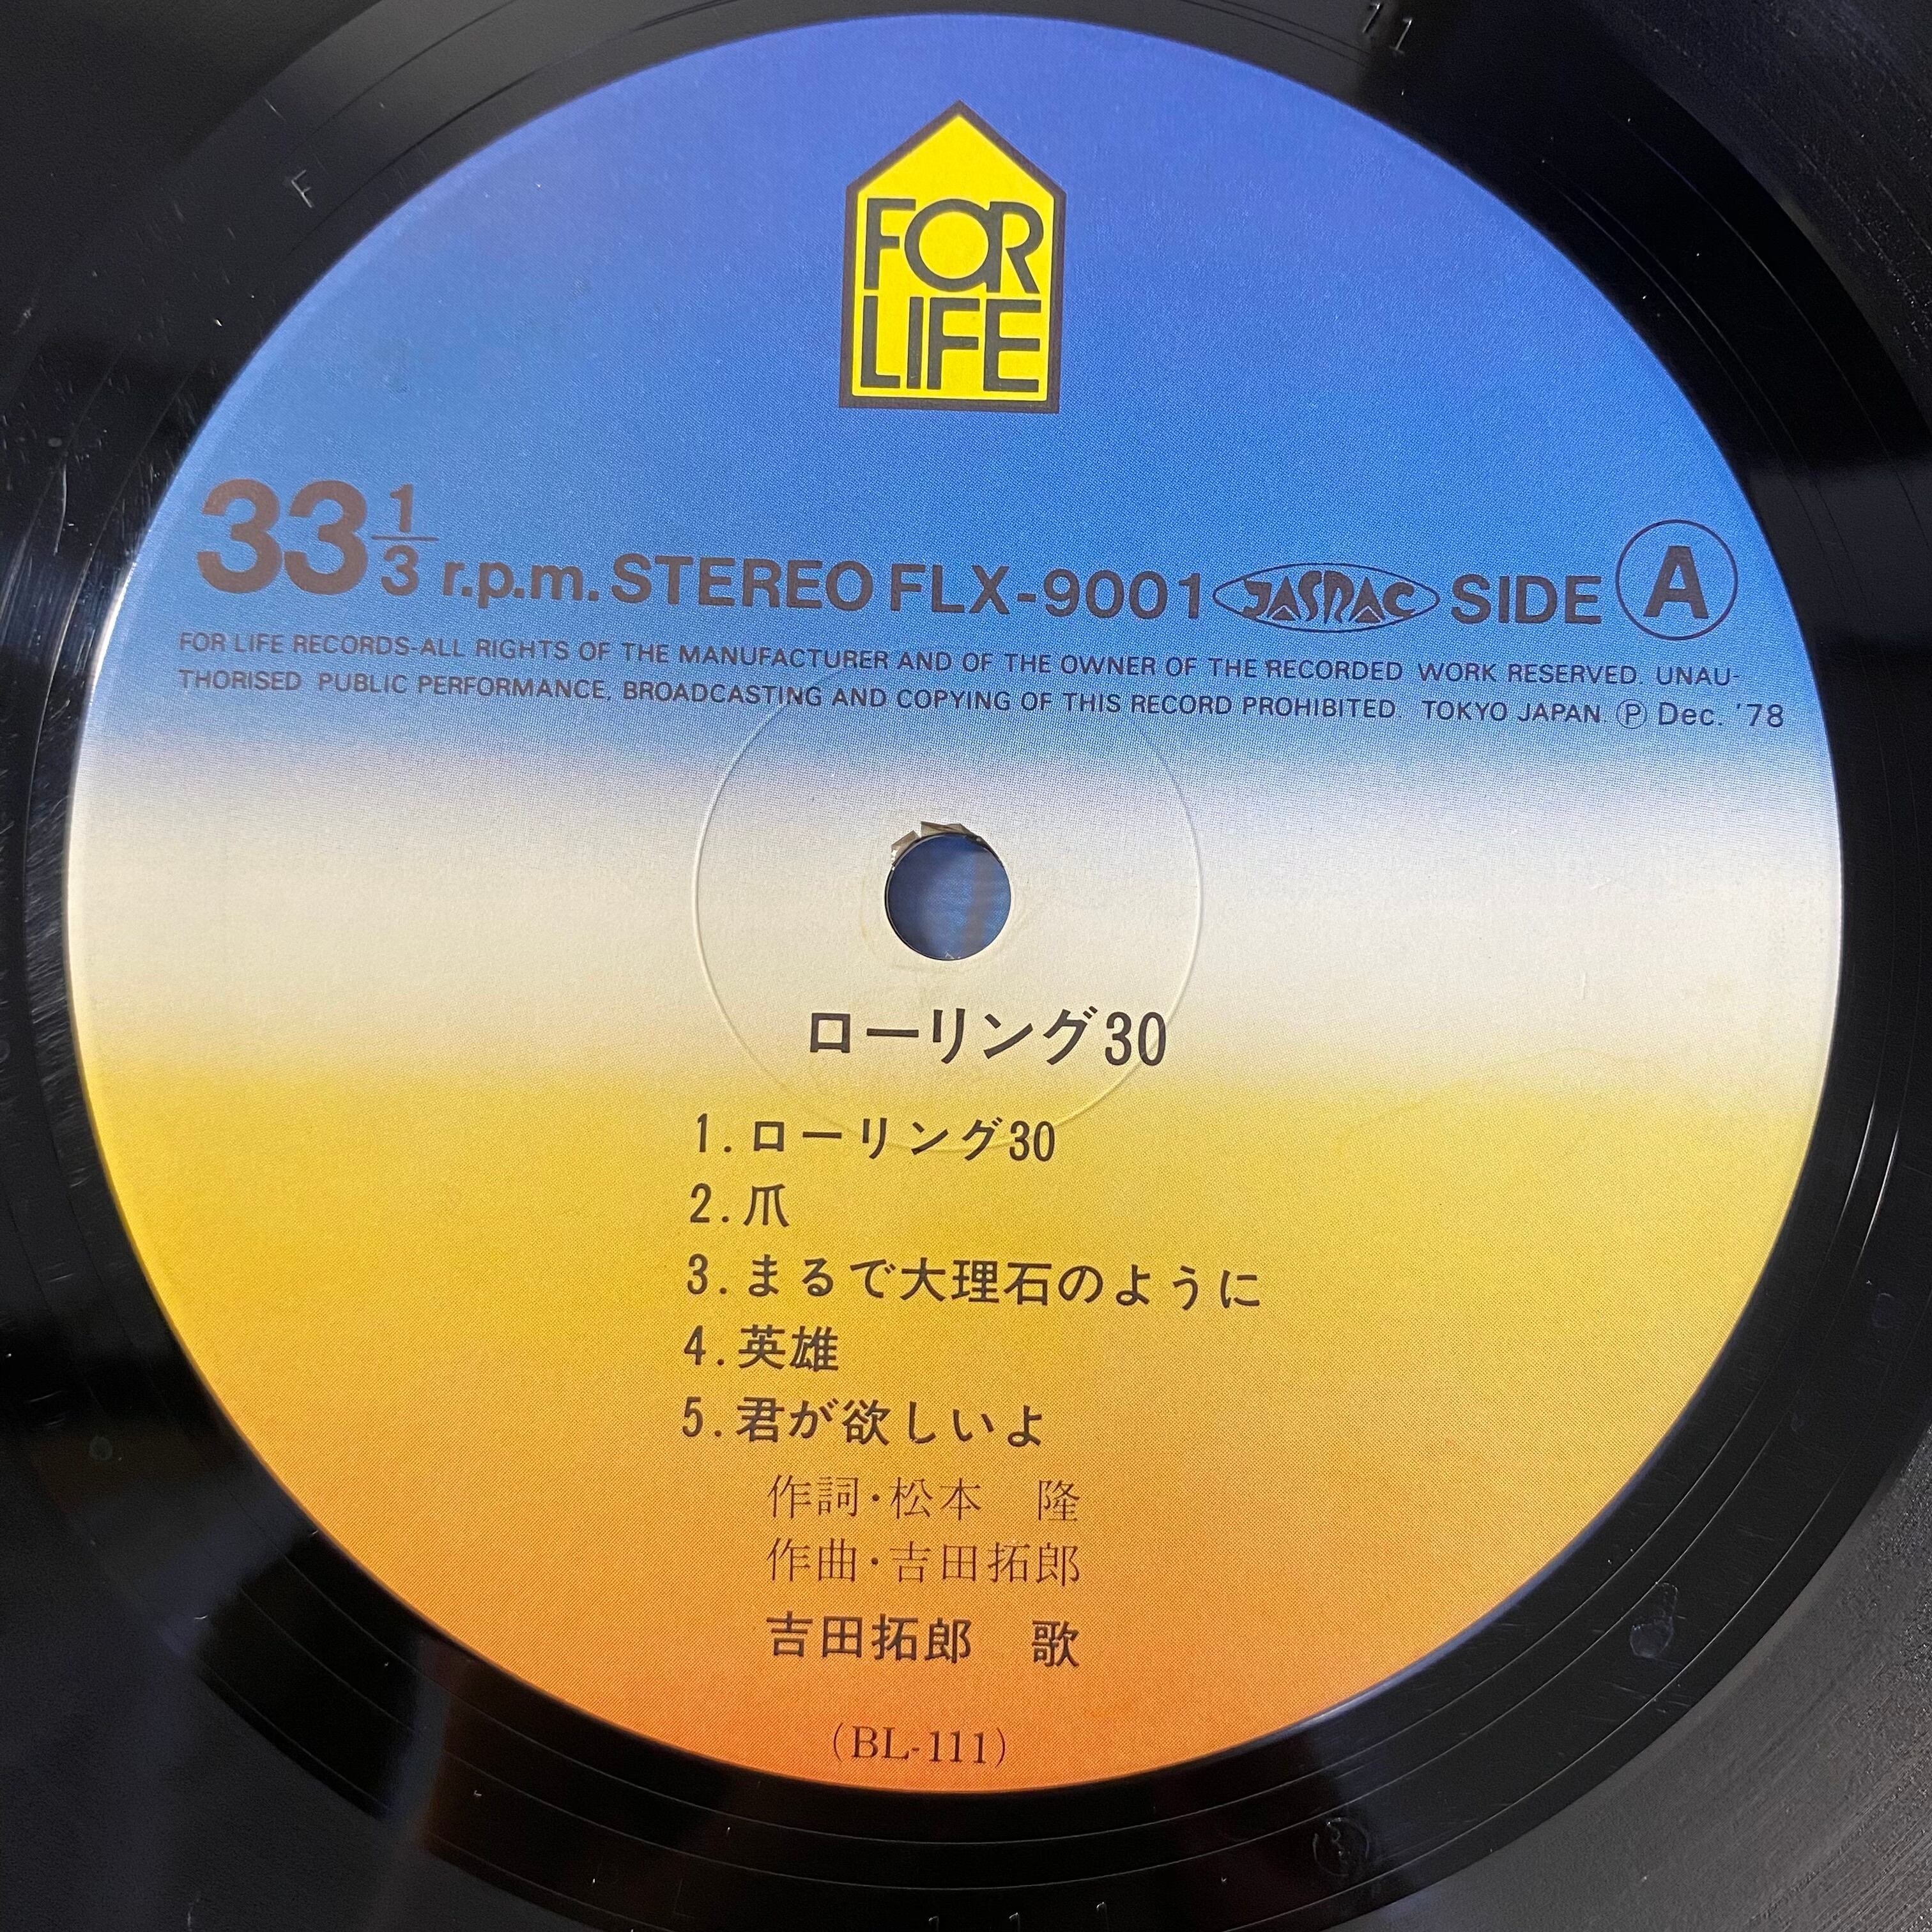 FOR
LIFE
33 1/3 r.p.m. STEREO FLX-9001 JASRAC SIDE A
FOR LIFE RECORDS-ALL RIGHTS OF THE MANUFACTURER AND OF THE OWNER OF THE RECORDED WORK RESERVED. UNAU-
THORISED PUBLIC PERFORMANCE, BROADCASTING AND COPYING OF THIS RECORD PROHIBITED TOKYO JAPAN Ⓟ Dec. '78
ローリング30
1. ローリング30
2. 爪
3. まるで大理石のように
4. 英雄
5. 君が欲しいよ
作詞・松本 隆
作曲・吉田拓郎
吉田拓郎 歌
(BL-111)